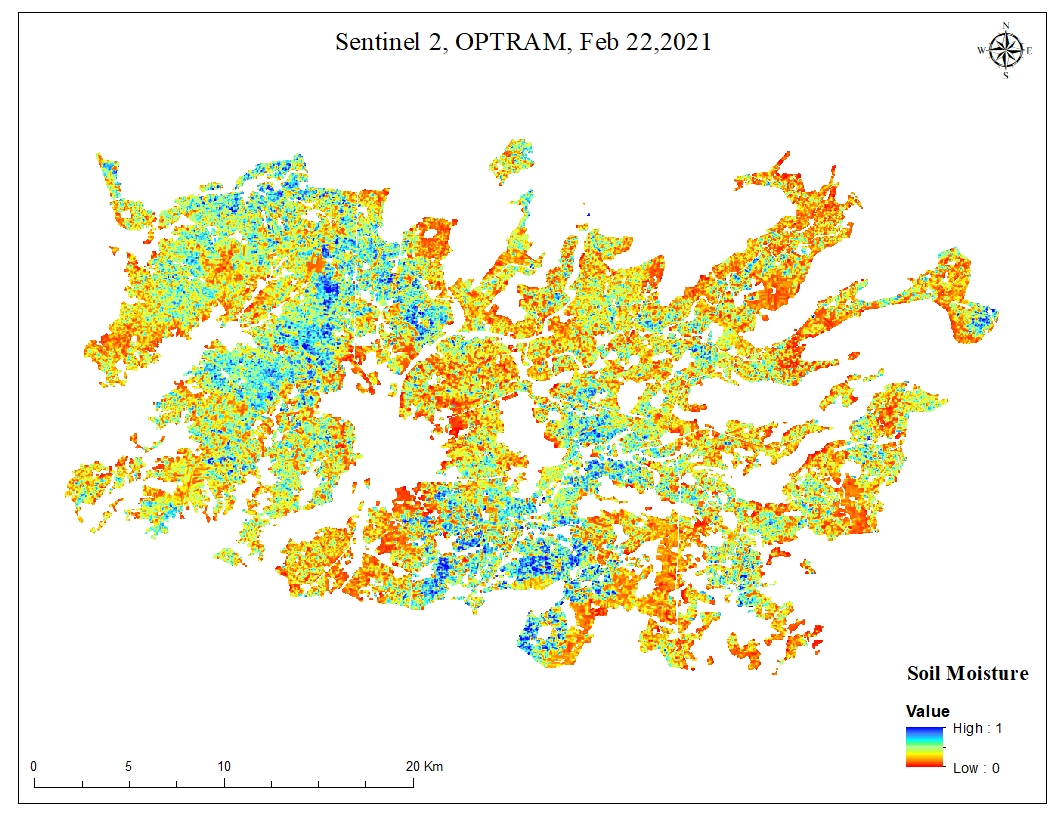 Sentinel 2, OPTRAM, Feb 22,2021
N
W E
S
Soil Moisture
Value
High : 1
Low : 0
0 5 10 20 Km